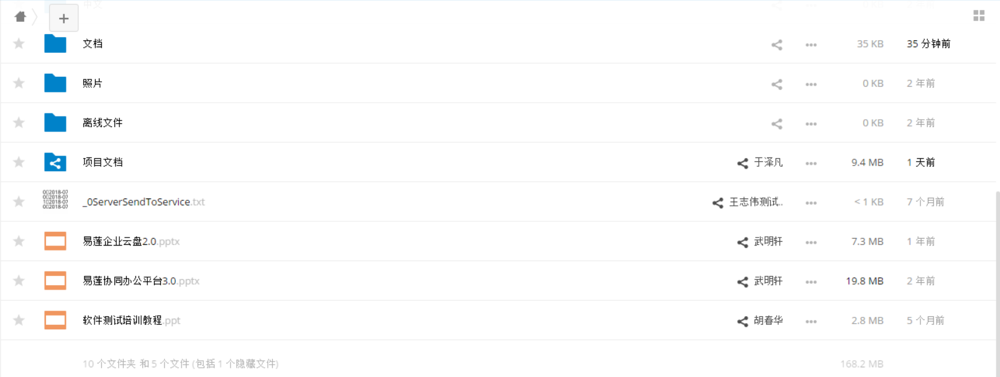 中文
文档 35 KB 35 分钟前
照片 0 KB 2 年前
离线文件 0 KB 2 年前
项目文档 于泽凡 9.4 MB 1 天前
_0ServerSendToService.txt 王志伟测试.. < 1 KB 7 个月前
易莲企业云盘2.0.pptx 武明轩 7.3 MB 1 年前
易莲协同办公平台3.0.pptx 武明轩 19.8 MB 2 年前
软件测试培训教程.ppt 胡春华 2.8 MB 5 个月前
10 个文件夹 和 5 个文件 (包括 1 个隐藏文件) 168.2 MB